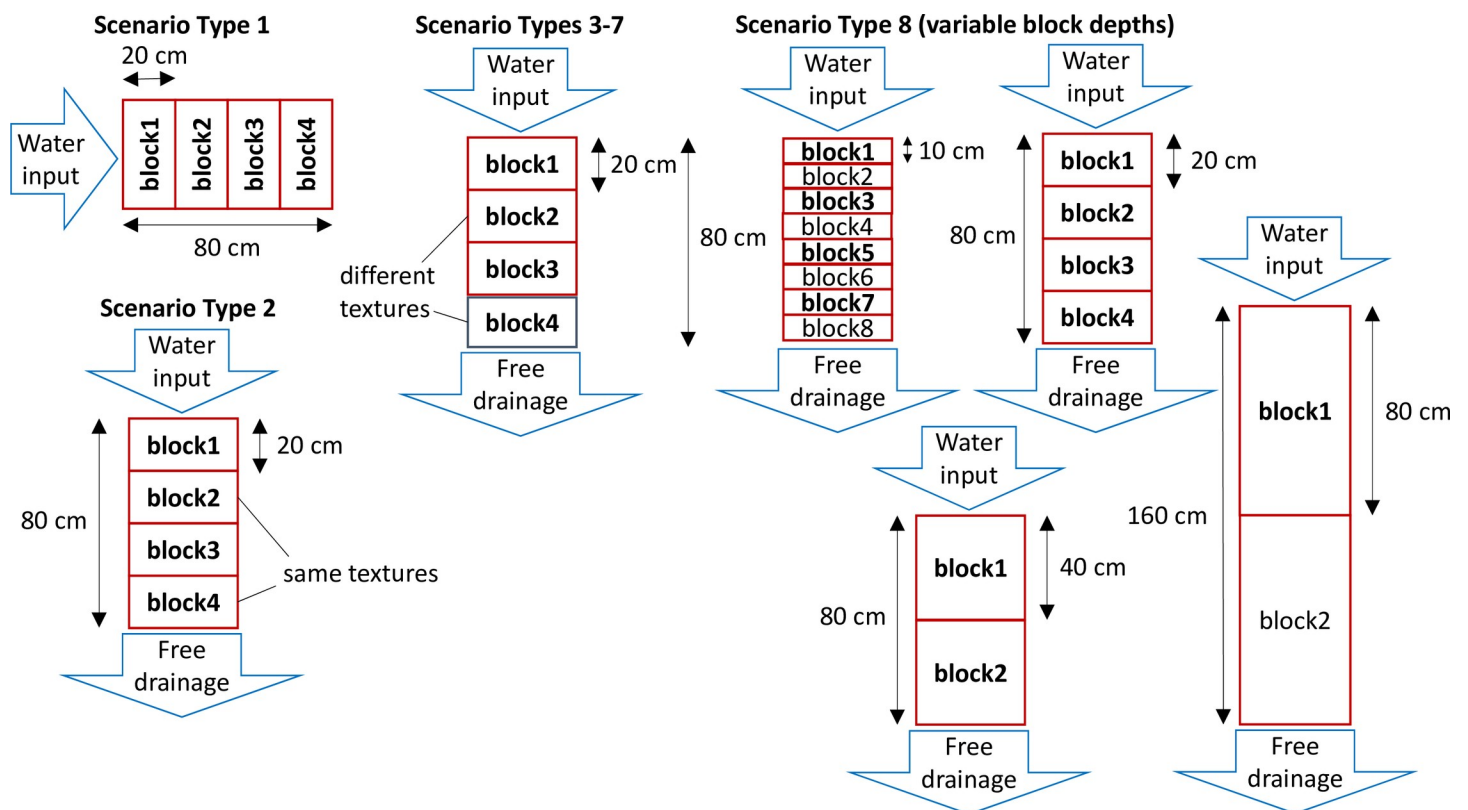 Scenario Type 1
20 cm
Water
input
block1
block2
block3
block4
80 cm
Scenario Type 2
Water
input
block1
block2
block3
block4
20 cm
80 cm
same textures
Free
drainage
Scenario Types 3-7
Water
input
block1
block2
block3
block4
20 cm
80 cm
different
textures
Free
drainage
Scenario Type 8 (variable block depths)
Water
input
block1
block2
block3
block4
block5
block6
block7
block8
10 cm
Free
drainage
Water
input
block1
block2
block3
block4
20 cm
80 cm
Free
drainage
Water
input
block1
block2
40 cm
80 cm
Free
drainage
Water
input
block1
block2
80 cm
160 cm
Free
drainage